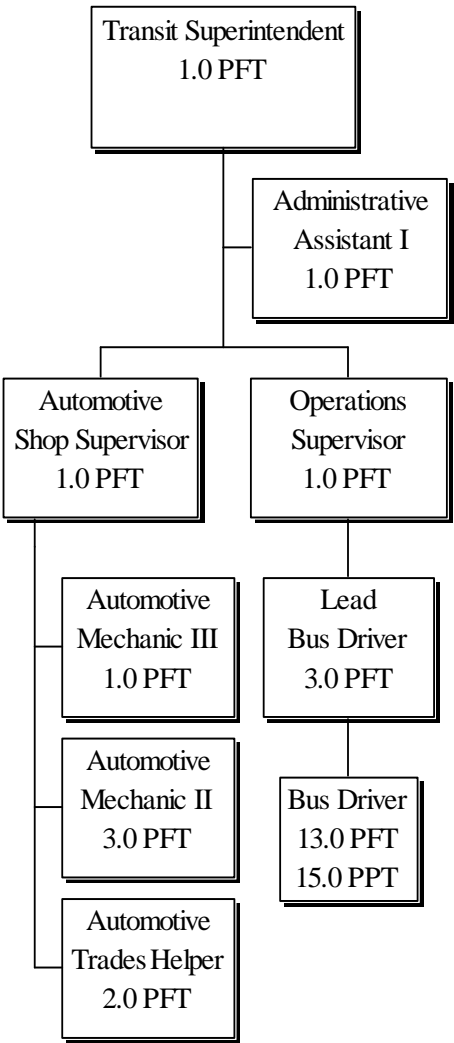 Transit Superintendent
1.0 PFT
Administrative
Assistant I
1.0 PFT
Automotive
Shop Supervisor
1.0 PFT
Operations
Supervisor
1.0 PFT
Automotive
Mechanic III
1.0 PFT
Automotive
Mechanic II
3.0 PFT
Automotive
Trades Helper
2.0 PFT
Lead
Bus Driver
3.0 PFT
Bus Driver
13.0 PFT
15.0 PPT